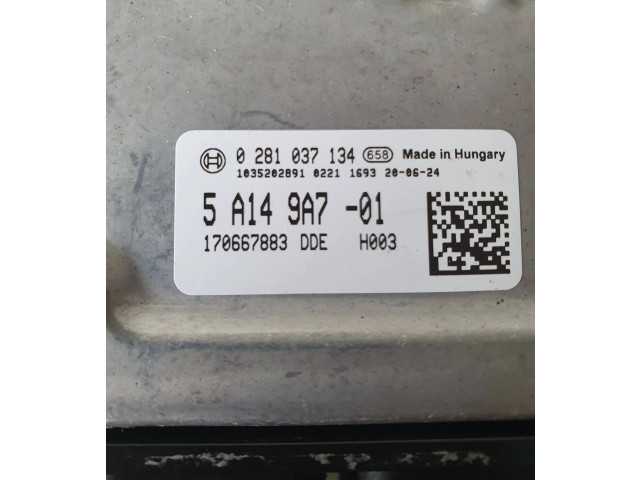 0 281 037 134 658 Made in Hungary
1035202891 0221 1693 20-06-24
5 A14 9A7 -01
170667883 DDE H003